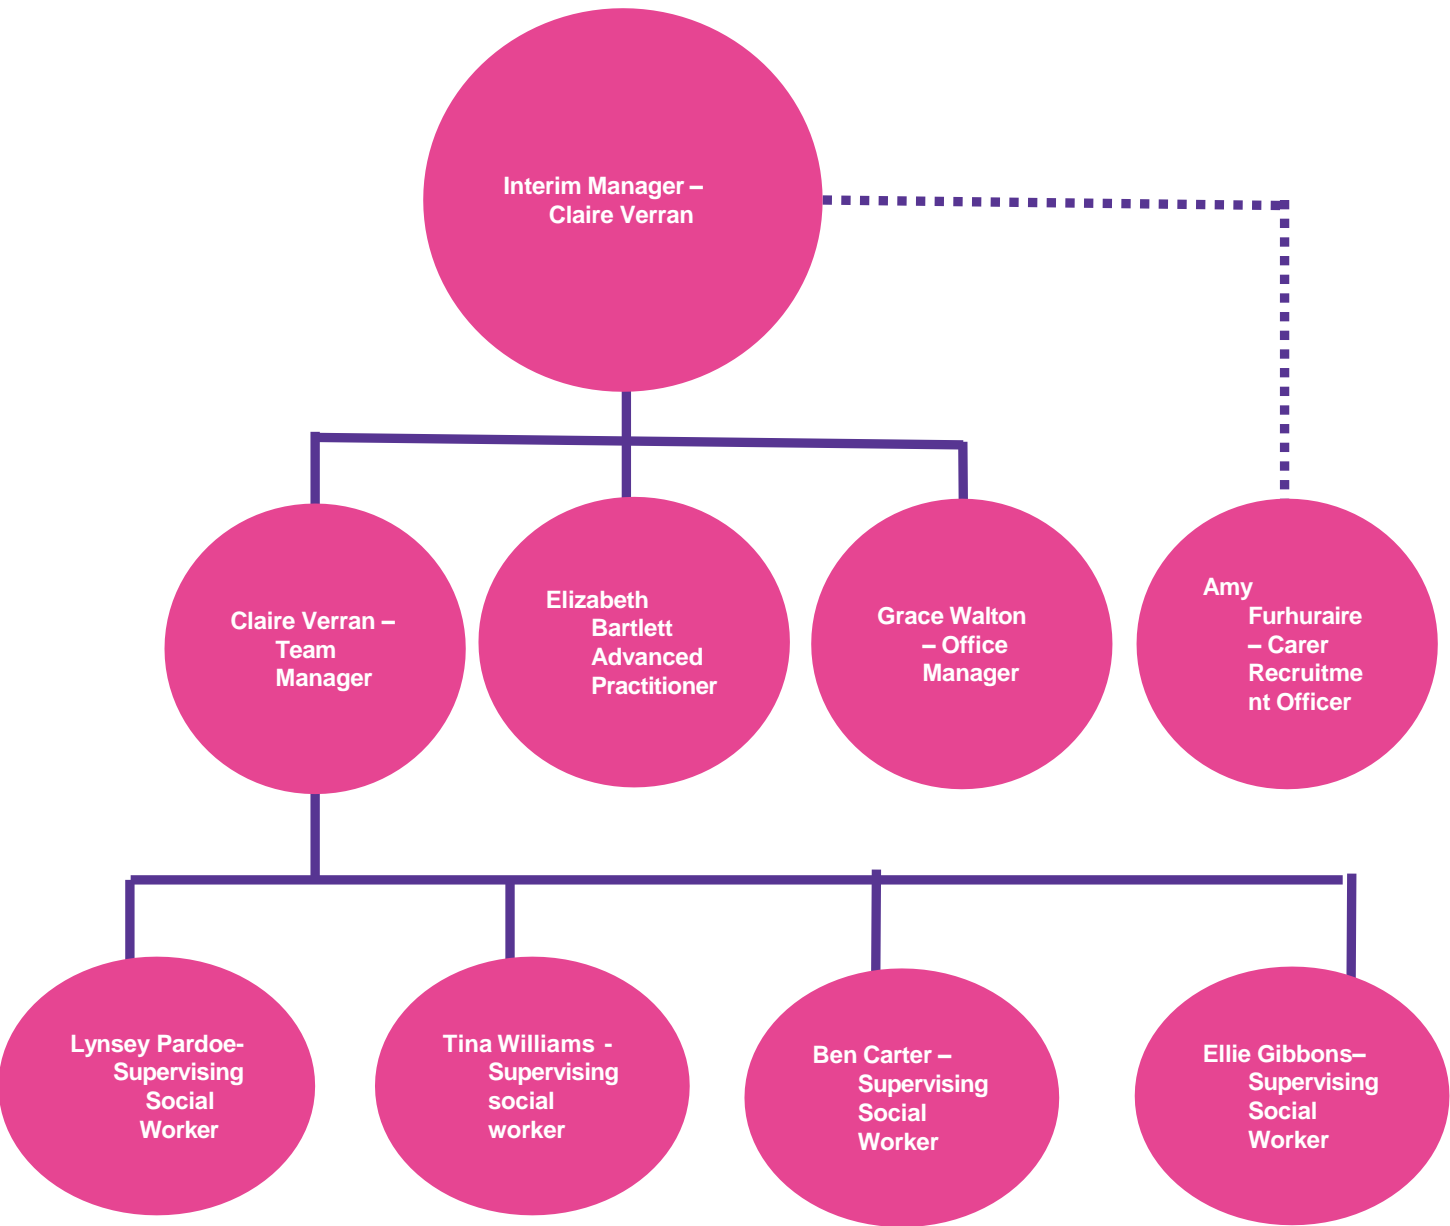 Interim Manager –
Claire Verran
Claire Verran –
Team
Manager
Elizabeth
Bartlett
Advanced
Practitioner
Grace Walton
– Office
Manager
Amy
Furhuraire
– Carer
Recruitme
nt Officer
Lynsey Pardoe-
Supervising
Social
Worker
Tina Williams -
Supervising
social
worker
Ben Carter –
Supervising
Social
Worker
Ellie Gibbons–
Supervising
Social
Worker